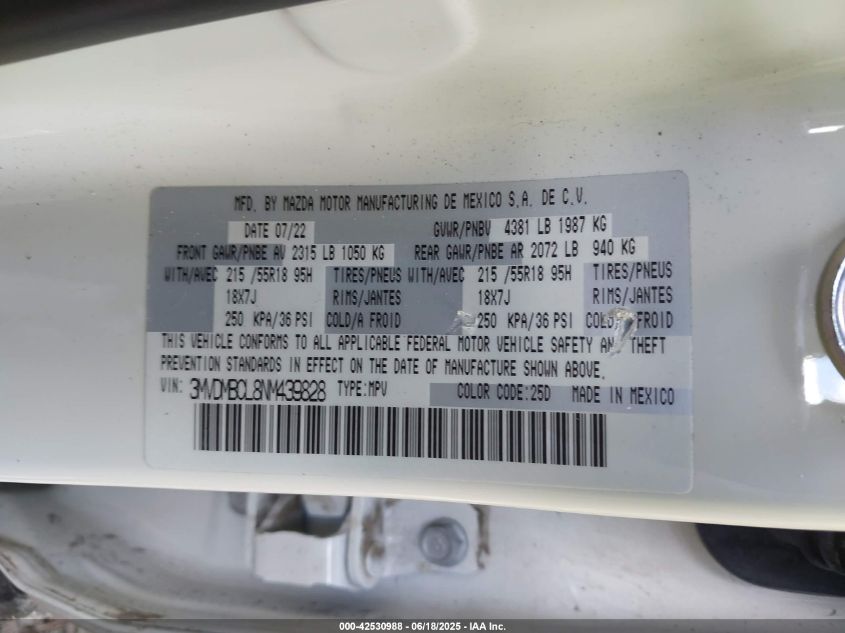 MFD. BY MAZDA MOTOR MANUFACTURING DE MEXICO S.A. DE C.V.
DATE 07/22 GVWR/PNBV 4381 LB 1987 KG
FRONT GAWR/PNBE AV 2315 LB 1050 KG REAR GAWR/PNBE AR 2072 LB 940 KG
WITH/AVEC 215 /55R18 95H TIRES/PNEUS WITH/AVEC 215 /55R18 95H TIRES/PNEUS
18X7J RIMS/JANTES 18X7J RIMS/JANTES
250 KPA/36 PSI COLD/A FROID 250 KPA/36 PSI COLD/A FROID
THIS VEHICLE CONFORMS TO ALL APPLICABLE FEDERAL MOTOR VEHICLE SAFETY AND THEFT
PREVENTION STANDARDS IN EFFECT ON THE DATE OF MANUFACTURE SHOWN ABOVE.
VIN: 3MVDMBCL8NM439828 TYPE:MPV COLOR CODE:25D MADE IN MEXICO
000-42530988 - 06/18/2025 - IAA Inc.